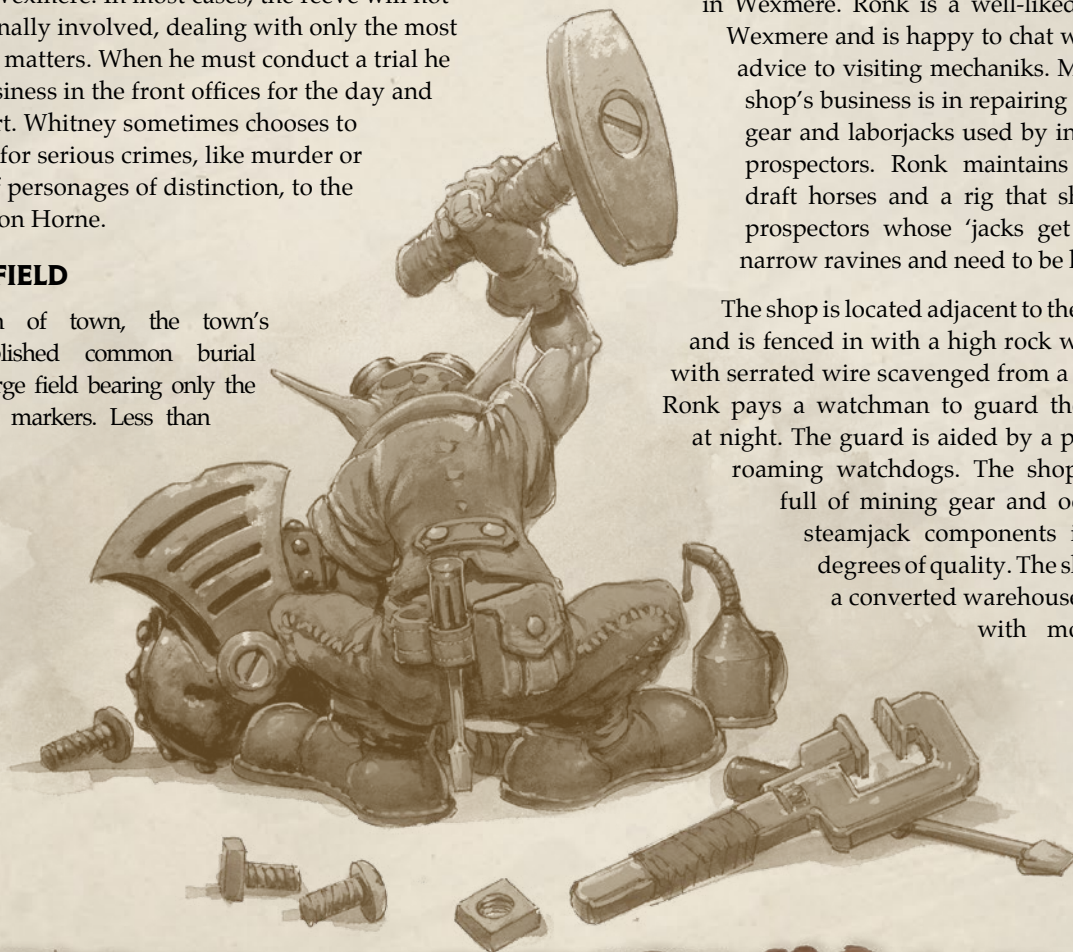 in most cases, the reeve will not
nally involved, dealing with only the most
matters. When he must conduct a trial he
siness in the front offices for the day and
rt. Whitney sometimes chooses to
for serious crimes, like murder or
f personages of distinction, to the
on Horne.
FIELD
n of town, the town’s
lished common burial
rge field bearing only the
markers. Less than
in Wexmere. Ronk is a well-liked
Wexmere and is happy to chat w
advice to visiting mechaniks. M
shop’s business is in repairing
gear and laborjacks used by in
prospectors. Ronk maintains
draft horses and a rig that sh
prospectors whose ‘jacks get
narrow ravines and need to be
The shop is located adjacent to the
and is fenced in with a high rock w
with serrated wire scavenged from a
Ronk pays a watchman to guard the
at night. The guard is aided by a p
roaming watchdogs. The shop
full of mining gear and o
steamjack components i
degrees of quality. The sh
a converted warehouse
with mo